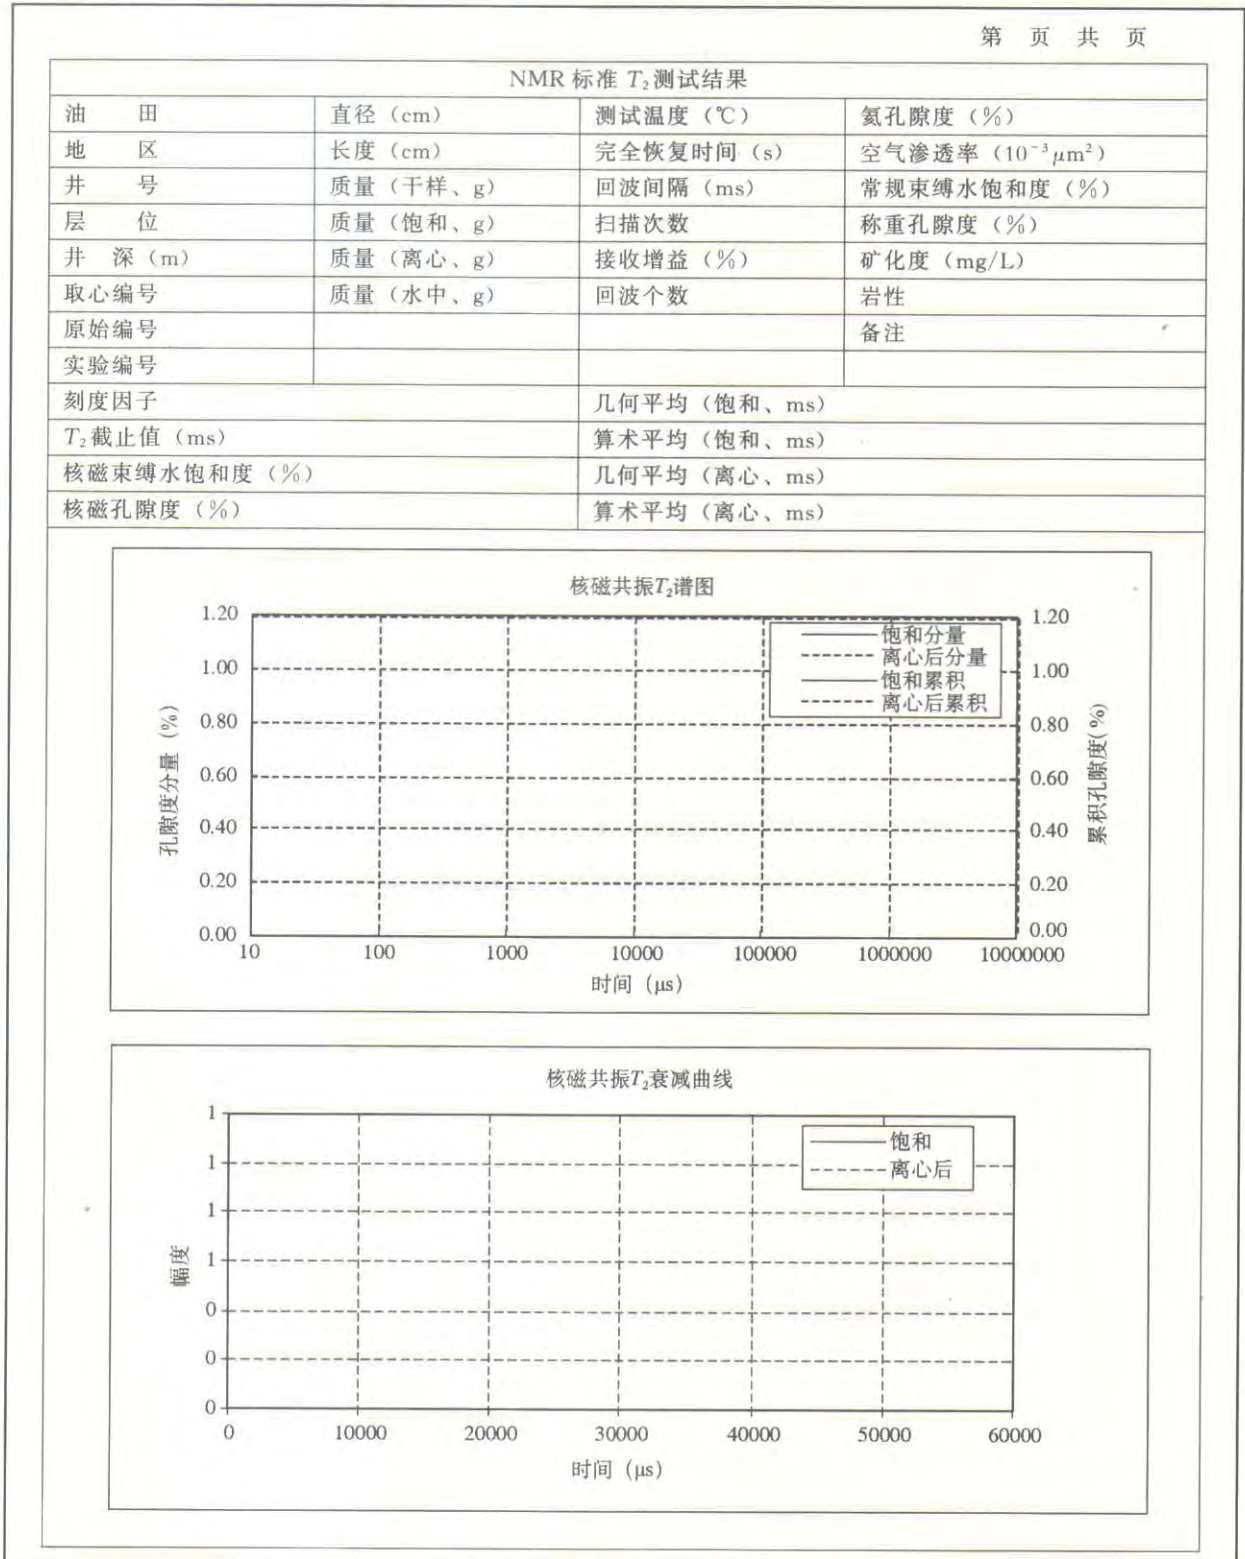 第 页 共 页
NMR 标准 T₂测试结果
油 田 直径（cm） 测试温度（℃） 氦孔隙度（%）
地 区 长度（cm） 完全恢复时间（s） 空气渗透率（10⁻³μm²）
井 号 质量（干样、g） 回波间隔（ms） 常规束缚水饱和度（%）
层 位 质量（饱和、g） 扫描次数 称重孔隙度（%）
井 深（m） 质量（离心、g） 接收增益（%） 矿化度（mg/L）
取心编号 质量（水中、g） 回波个数 岩性
原始编号 备注
实验编号
刻度因子 几何平均（饱和、ms）
T₂截止值（ms） 算术平均（饱和、ms）
核磁束缚水饱和度（%） 几何平均（离心、ms）
核磁孔隙度（%） 算术平均（离心、ms）
核磁共振T₂谱图
1.20 1.20
饱和分量
离心后分量
1.00 1.00
饱和累积
离心后累积
0.80 0.80
0.60 0.60
0.40 0.40
0.20 0.20
0.00 0.00
孔隙度分量（%）
累积孔隙度(%)
10 100 1000 10000 100000 1000000 10000000
时间（μs）
核磁共振T₂衰减曲线
1
饱和
1
离心后
1
1
0
0
0
幅度
0 10000 20000 30000 40000 50000 60000
时间（μs）